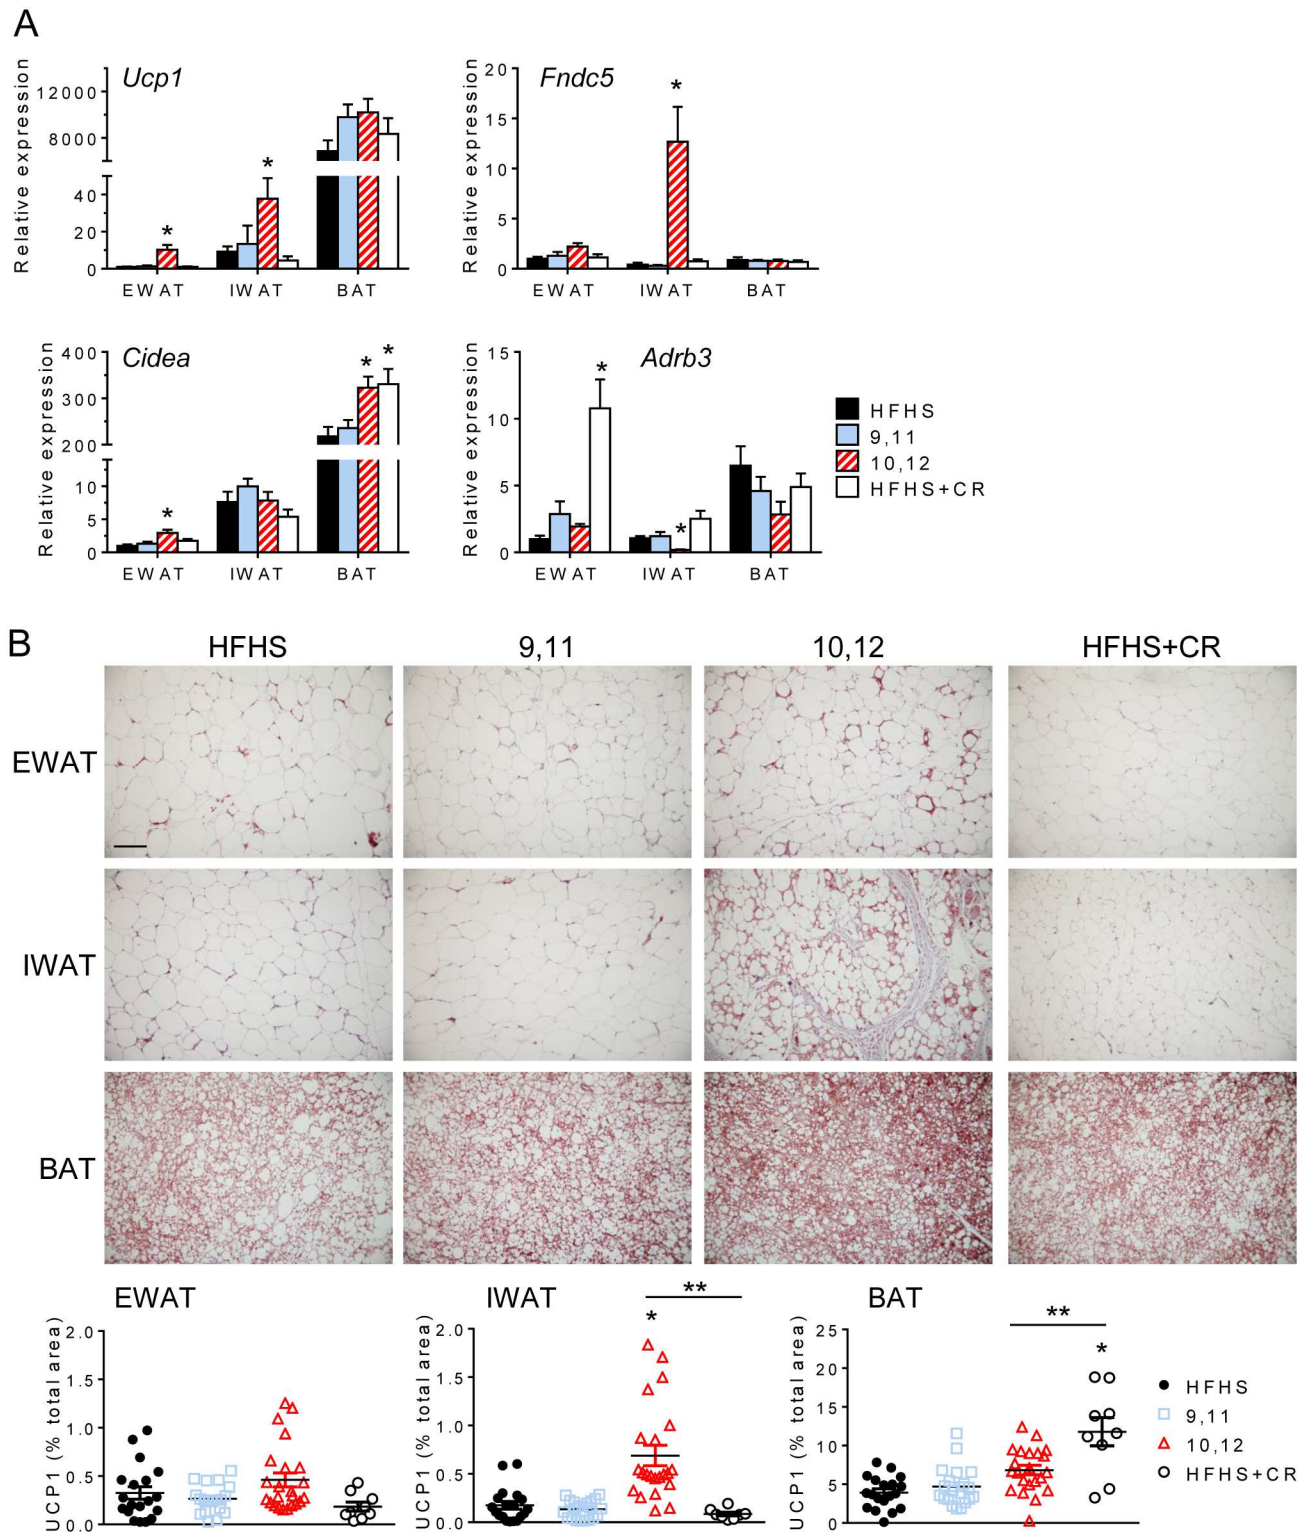 A
Ucp1
Relative expression
12000
8000
40
20
0
EWAT IWAT BAT
*
*
Fndc5
Relative expression
20
15
10
5
0
EWAT IWAT BAT
*
Cidea
Relative expression
400
300
200
10
5
0
EWAT IWAT BAT
*
* *
Adrb3
Relative expression
15
10
5
0
EWAT IWAT BAT
*
*
HFHS
9,11
10,12
HFHS+CR
B
HFHS 9,11 10,12 HFHS+CR
EWAT
IWAT
BAT
EWAT
UCP1 (% total area)
2.0
1.5
1.0
0.5
0.0
IWAT
UCP1 (% total area)
2.0
1.5
1.0
0.5
0.0
**
*
BAT
UCP1 (% total area)
25
20
15
10
5
0
**
*
HFHS
9,11
10,12
HFHS+CR